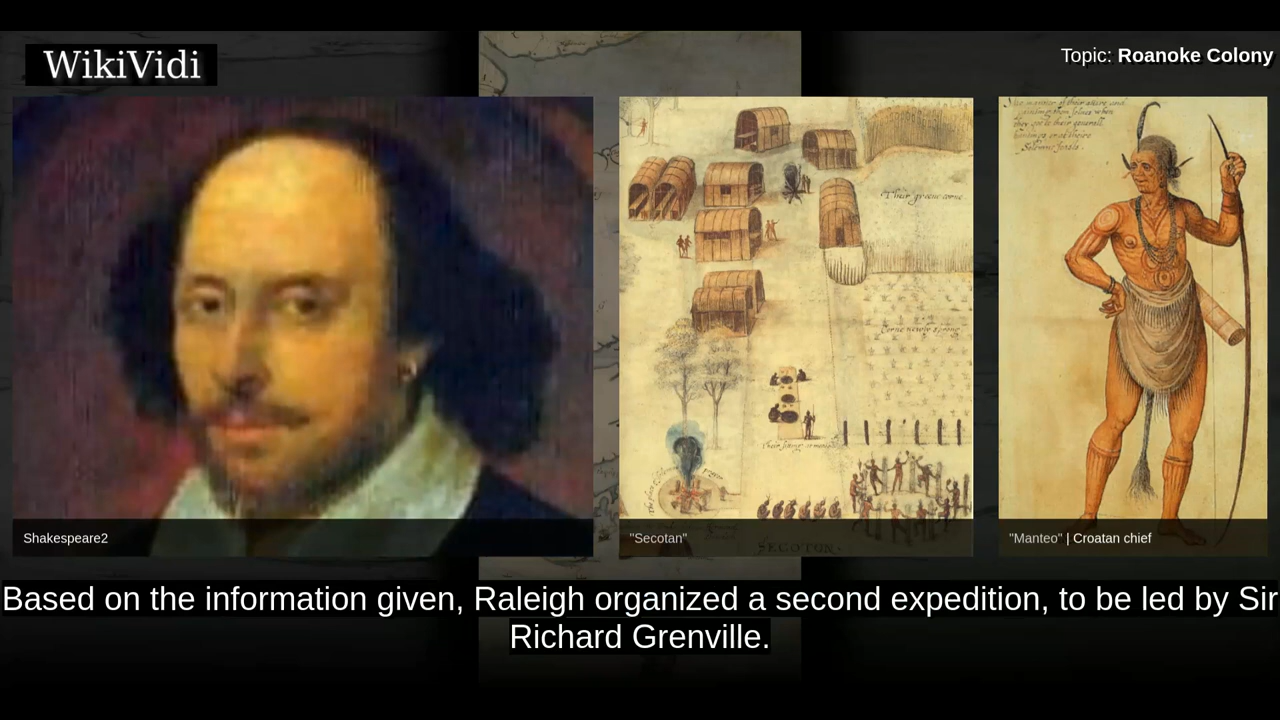 WikiVidi
Topic: Roanoke Colony
Their greene corne
Corne newly sprong
SECOTON.
Shakespeare2
"Secotan"
"Manteo" | Croatan chief
Based on the information given, Raleigh organized a second expedition, to be led by Sir
Richard Grenville.